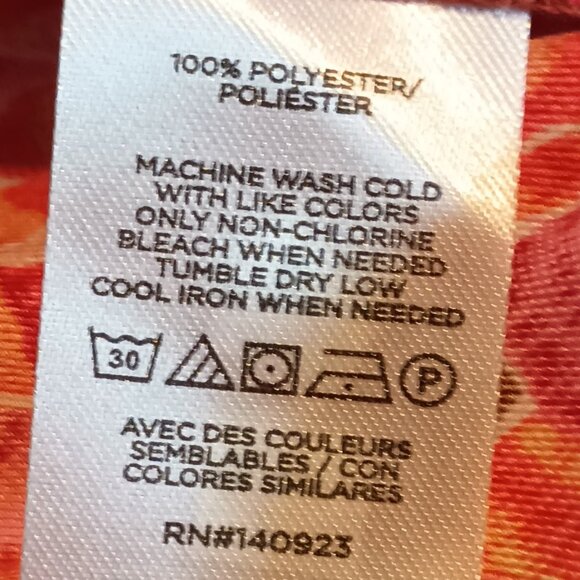 100% POLYESTER/
POLIÉSTER
MACHINE WASH COLD
WITH LIKE COLORS
ONLY NON-CHLORINE
BLEACH WHEN NEEDED
TUMBLE DRY LOW
COOL IRON WHEN NEEDED
30 P
AVEC DES COULEURS
SEMBLABLES / CON
COLORES SIMILARES
RN#140923